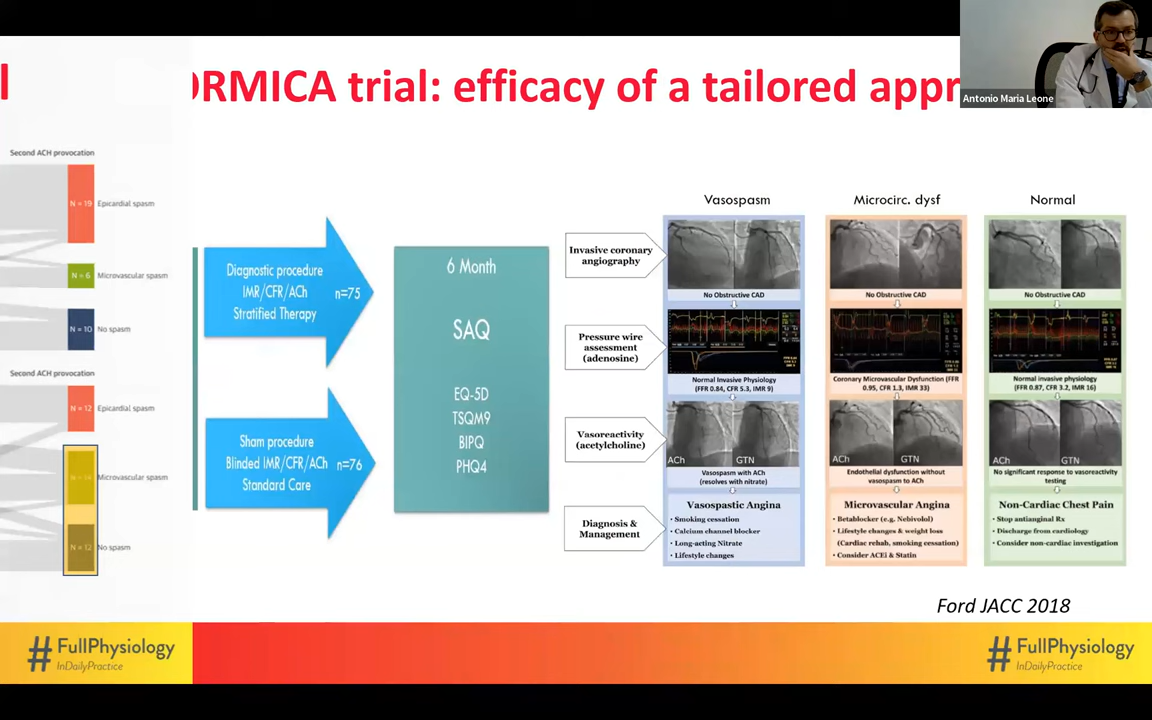 l
ORMICA trial: efficacy of a tailored appr
Antonio Maria Leone
Second ACH provocation
N = 19
Epicardial spasm
N = 6
Microvascular spasm
N = 10
No spasm
Second ACH provocation
N = 12
Epicardial spasm
Microvascular spasm
N = 12
No spasm
Diagnostic procedure
IMR/CFR/ACh n=75
Stratified Therapy
Sham procedure
Blinded IMR/CFR/ACh n=76
Standard Care
6 Month
SAQ
EQ-5D
TSQM9
BIPQ
PHQ4
Invasive coronary
angiography
Pressure wire
assessment
(adenosine)
Vasoreactivity
(acetylcholine)
Diagnosis &
Management
Vasospasm
No Obstructive CAD
Normal Invasive Physiology
(FFR 0.84, CFR 5.3, IMR 9)
ACh GTN
Vasospasm with ACh
(resolves with nitrate)
Vasospastic Angina
• Smoking cessation
• Calcium channel blocker
• Long-acting Nitrate
• Lifestyle changes
Microcirc. dysf
No Obstructive CAD
Coronary Microvascular Dysfunction (FFR
0.95, CFR 1.3, IMR 33)
ACh GTN
Endothelial dysfunction without
vasospasm to ACh
Microvascular Angina
• Betablocker (e.g. Nebivolol)
• Lifestyle changes & weight loss
(Cardiac rehab, smoking cessation)
• Consider ACEi & Statin
Normal
No Obstructive CAD
Normal invasive physiology
(FFR 0.87, CFR 3.2, IMR 16)
ACh GTN
No significant response to vasoreactivity
testing
Non-Cardiac Chest Pain
• Stop antianginal Rx
• Discharge from cardiology
• Consider non-cardiac investigation
Ford JACC 2018
# FullPhysiology
InDailyPractice
# FullPhysiology
InDailyPractice